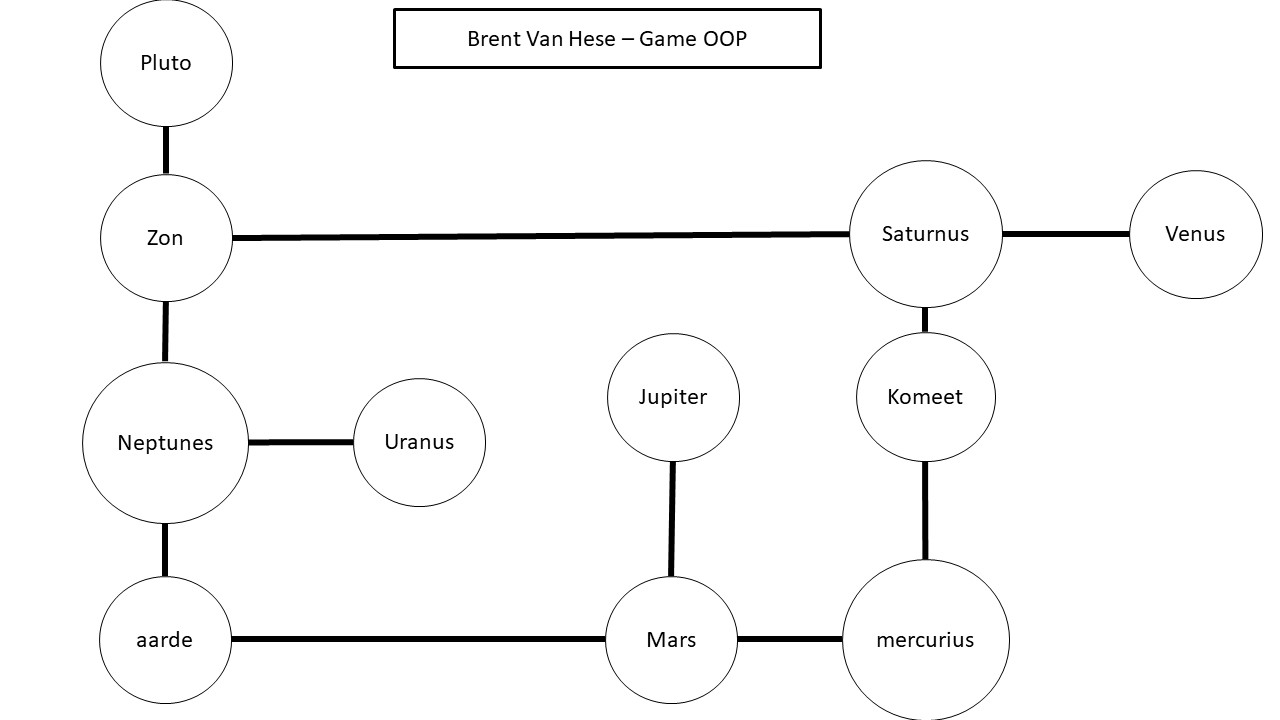 Pluto
Brent Van Hese – Game OOP
Zon
Saturnus
Venus
Jupiter
Komeet
Neptunes
Uranus
aarde
Mars
mercurius